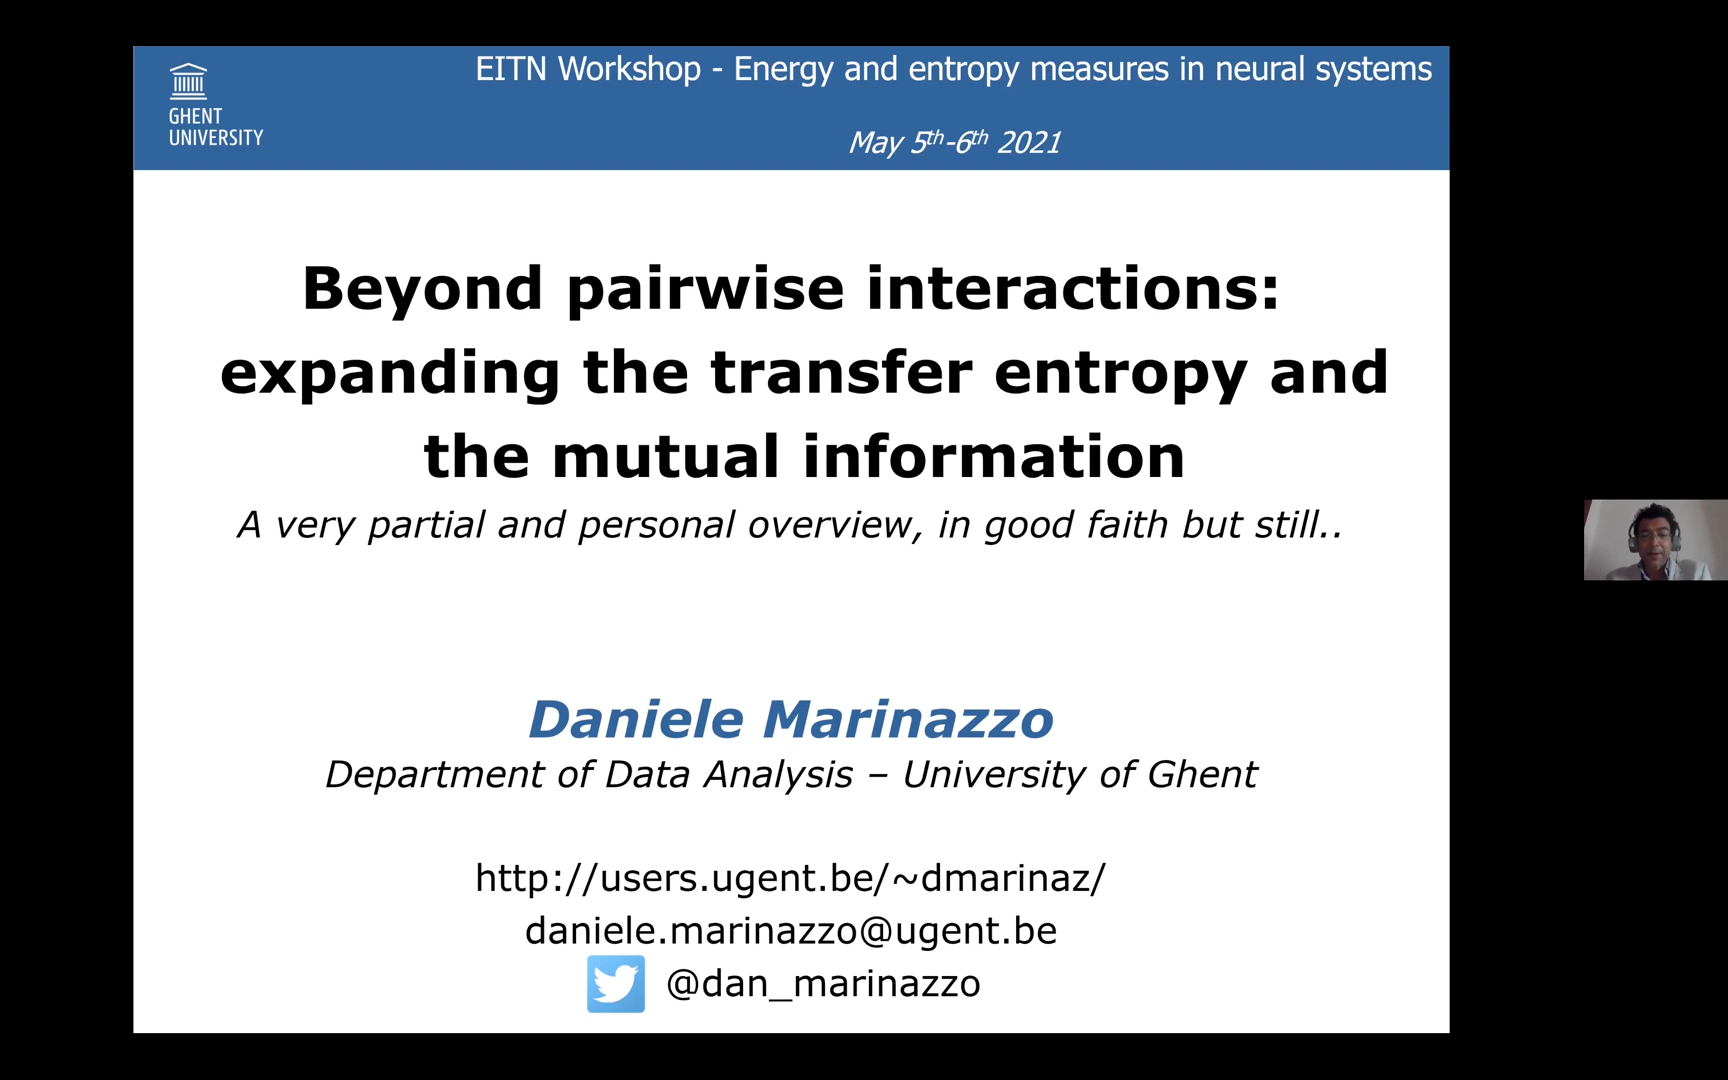 GHENT
UNIVERSITY
EITN Workshop - Energy and entropy measures in neural systems
May 5th-6th 2021
Beyond pairwise interactions:
expanding the transfer entropy and
the mutual information
A very partial and personal overview, in good faith but still..
Daniele Marinazzo
Department of Data Analysis – University of Ghent
http://users.ugent.be/~dmarinaz/
daniele.marinazzo@ugent.be
@dan_marinazzo